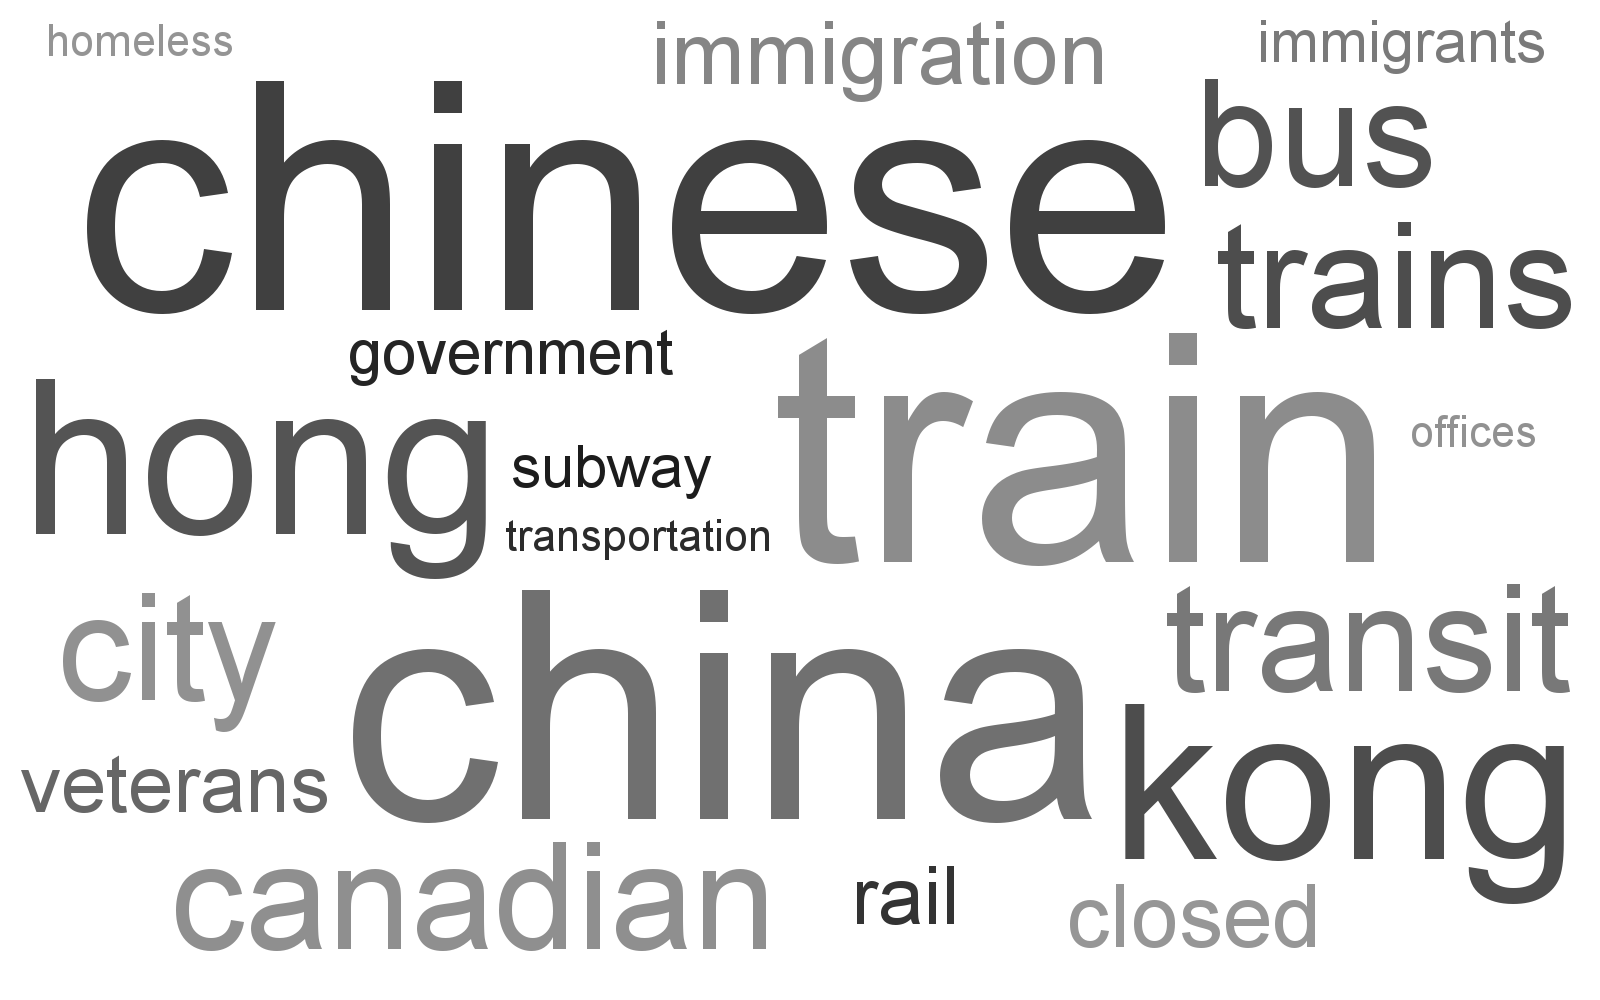 homeless
immigration
immigrants
chinese
bus
trains
government
train
hong
offices
subway
transportation
city
china
transit
veterans
kong
canadian
rail
closed